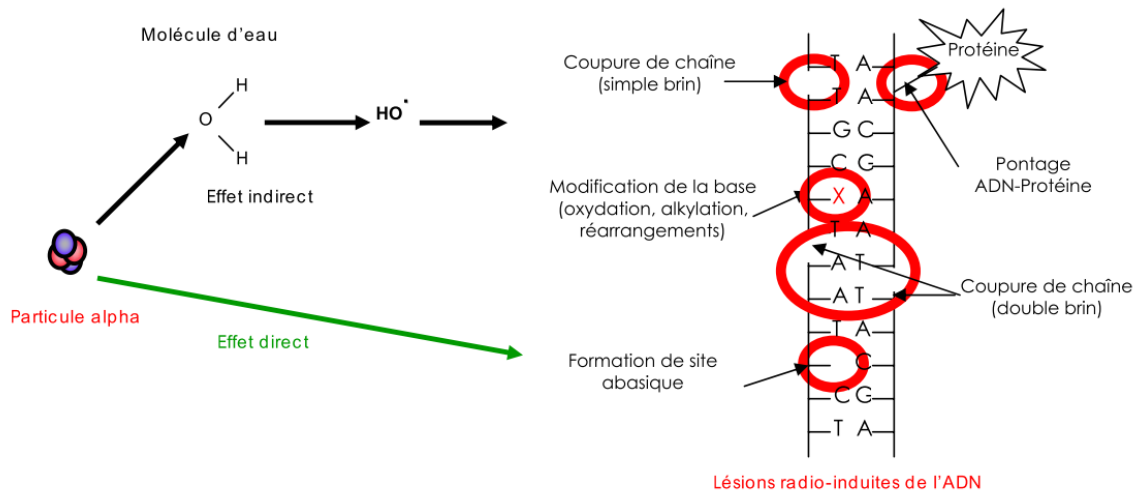 Molécule d'eau
H
O
H
HO•
Effet indirect
Particule alpha
Effet direct
Coupure de chaîne
(simple brin)
Protéine
Pontage
ADN-Protéine
Modification de la base
(oxydation, alkylation,
réarrangements)
Coupure de chaîne
(double brin)
Formation de site
abasique
T A
T A
G C
C G
X A
T A
A T
A T
T A
C
C G
T A
Lésions radio-induites de l'ADN